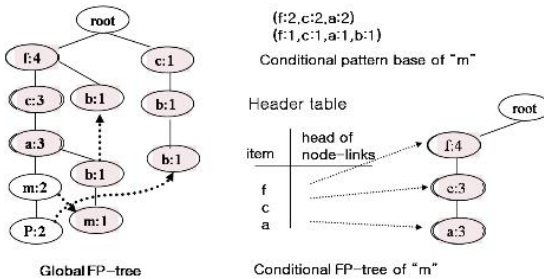 root
f:4
c:1
c:3
b:1
b:1
a:3
b:1
b:1
m:2
P:2
m:1
Global FP-tree
(f:2,c:2,a:2)
(f:1,c:1,a:1,b:1)
Conditional pattern base of "m"
Header table
item
head of
node-links
f
c
a
root
f:4
c:3
a:3
Conditional FP-tree of "m"